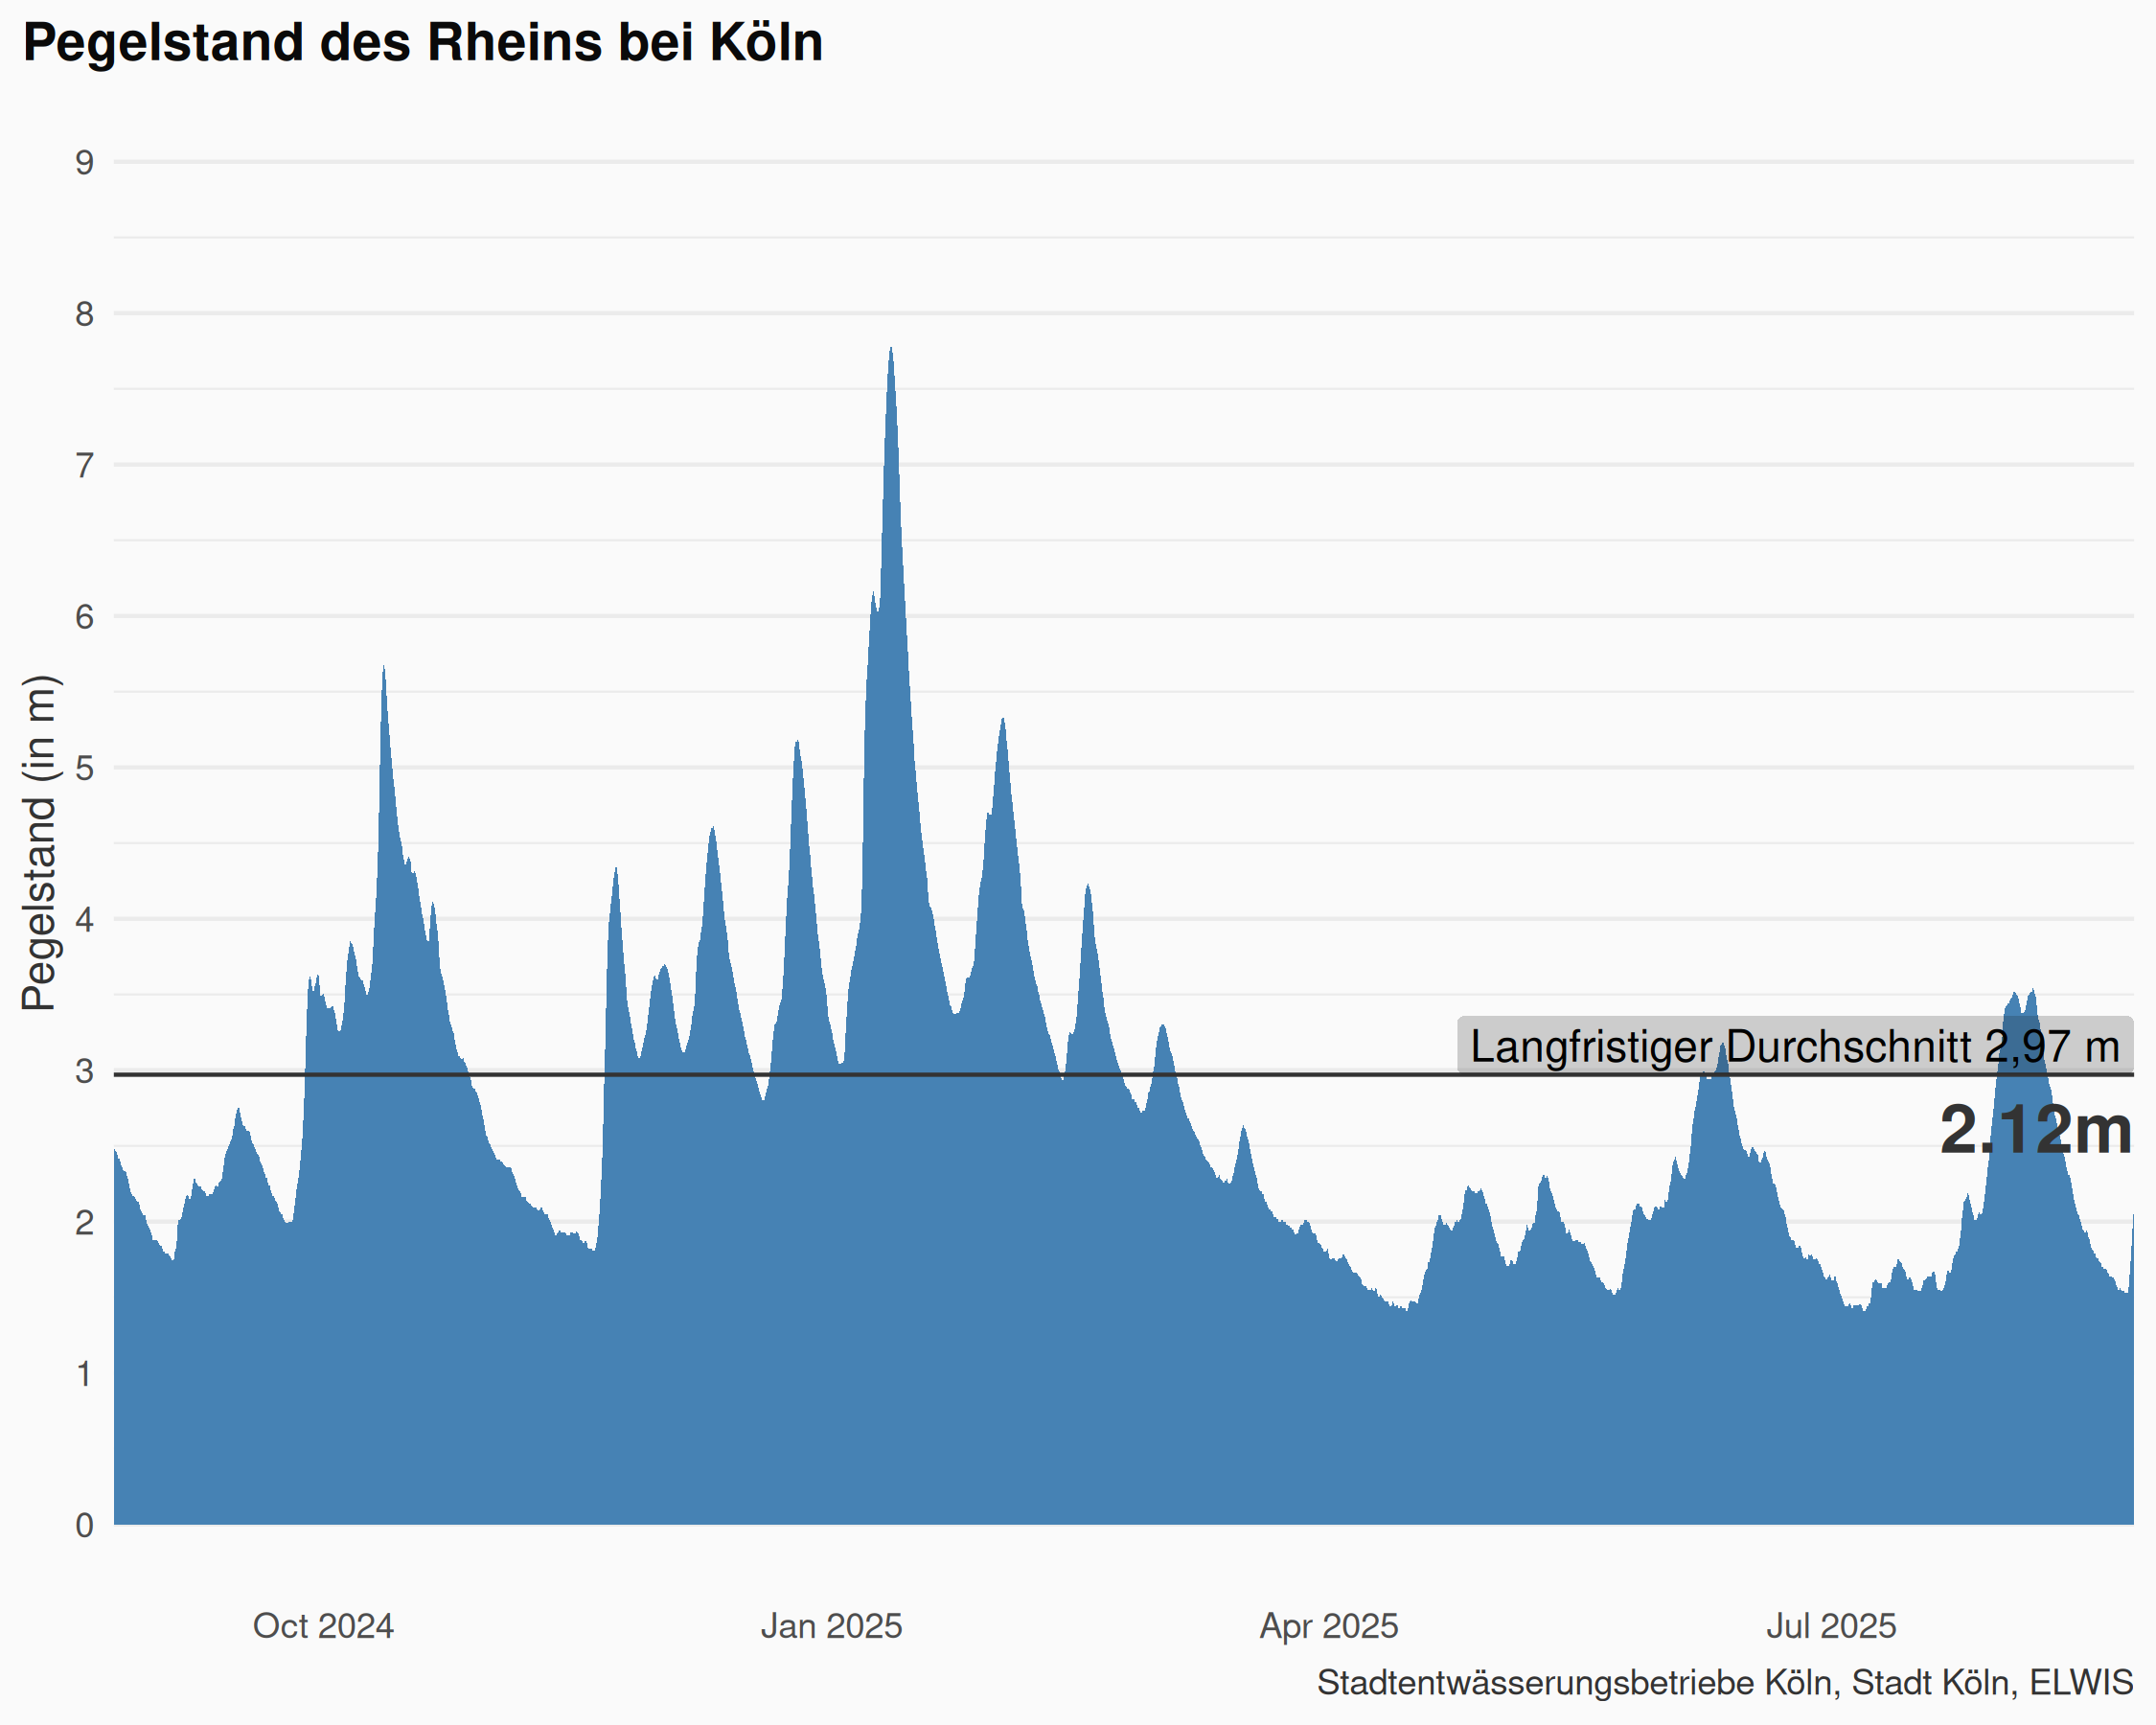 Pegelstand des Rheins bei Köln
Pegelstand (in m)
9
8
7
6
5
4
3
2
1
0
Langfristiger Durchschnitt 2,97 m
2.12m
Oct 2024
Jan 2025
Apr 2025
Jul 2025
Stadtentwässerungsbetriebe Köln, Stadt Köln, ELWIS